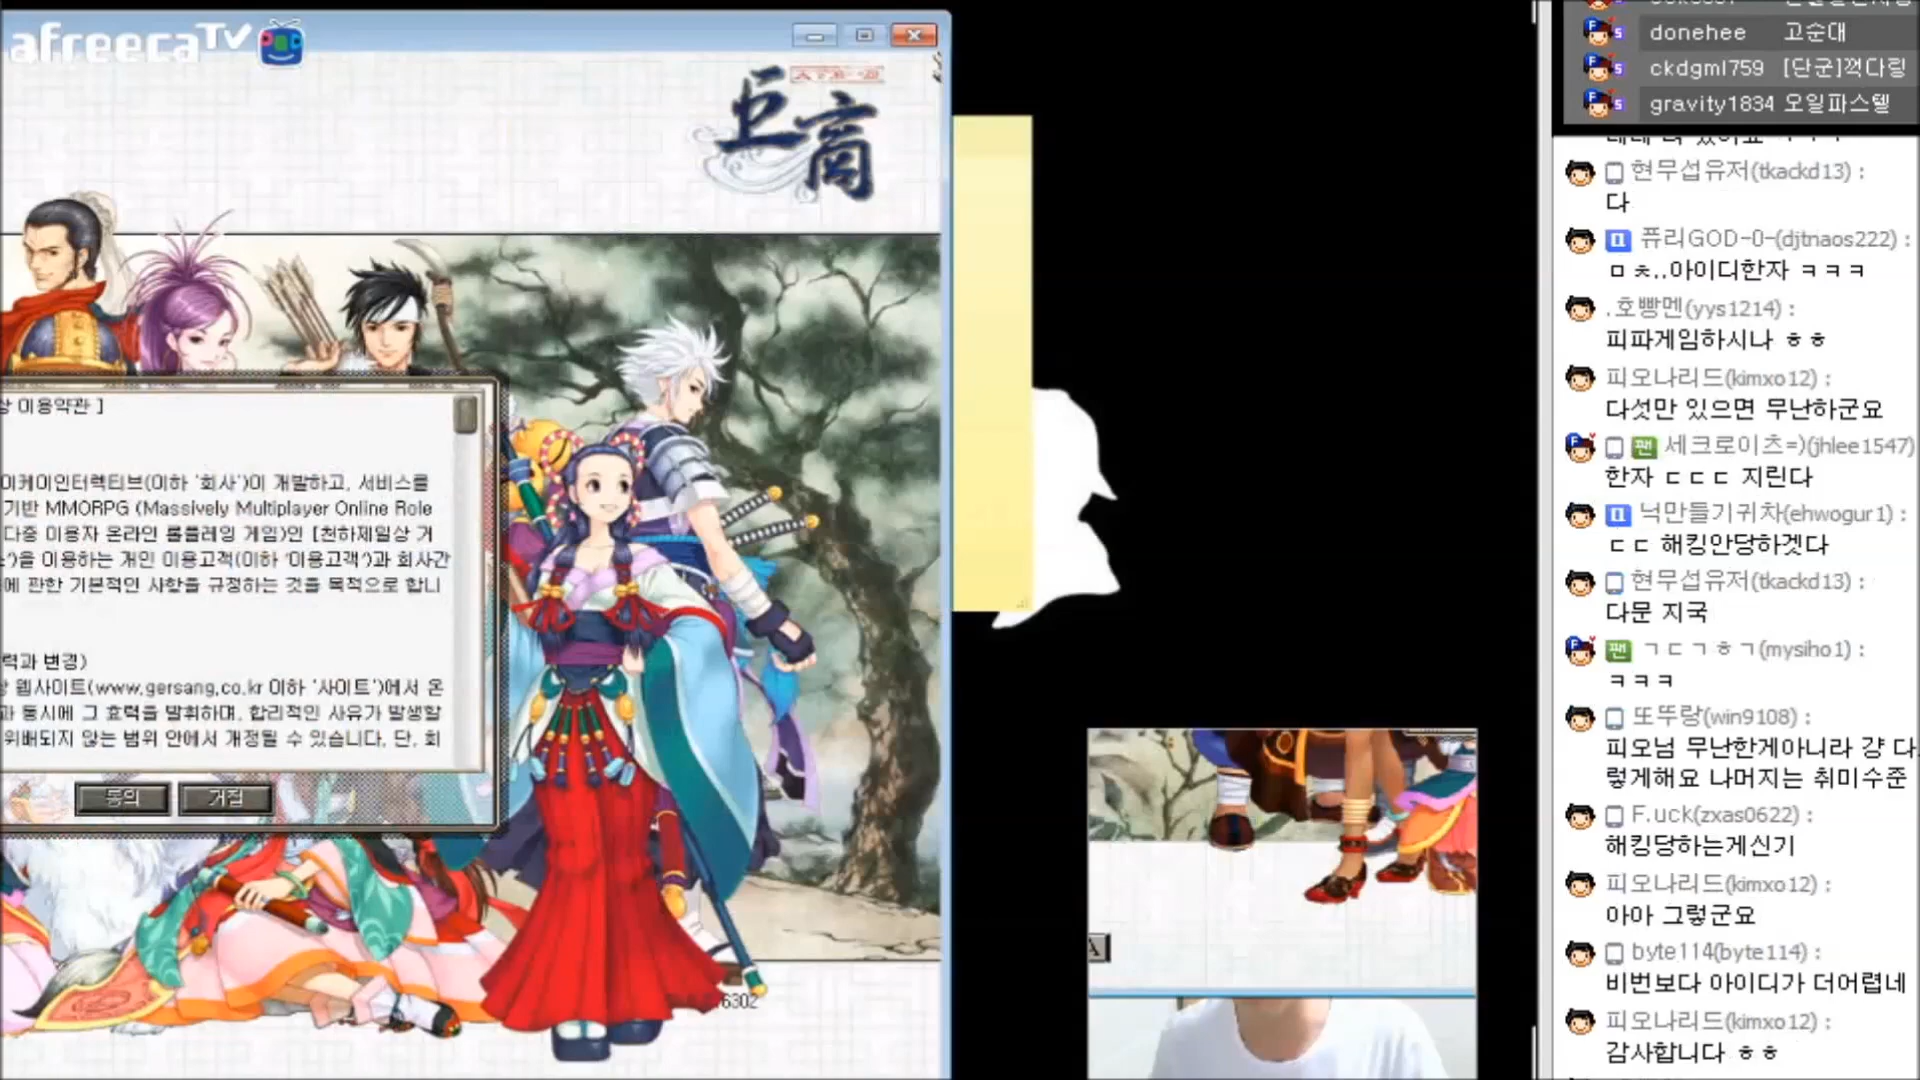 afreecaTV
巨商
상 이용약관 ]
이케이인터렉티브(이하 '회사')이 개발하고, 서비스를
기반 MMORPG (Massively Multiplayer Online Role
다중 이용자 온라인 롤플레잉 게임)인 [천하제일상 거
')을 이용하는 개인 이용고객(이하 '이용고객')과 회사간
에 관한 기본적인 사항을 규정하는 것을 목적으로 합니
력과 변경)
상 웹사이트(www.gersang.co.kr 이하 '사이트')에서 온
과 동시에 그 효력을 발휘하며, 합리적인 사유가 발생할
위배되지 않는 범위 안에서 개정될 수 있습니다. 단, 회
동의
거절
6302
A
donehee 고순대
ckdgml759 [단군]꺽다링
gravity1834 오일파스텔
현무섭유저(tkackd13) :
다
퓨리GOD-0-(djtnaos222) :
ㅁㅊ..아이디한자 ㅋㅋㅋ
.호빵멘(yys1214) :
피파게임하시나 ㅎㅎ
피오나리드(kimxo12) :
다섯만 있으면 무난하군요
팬 세크로이츠=)(jhlee1547)
한자 ㄷㄷㄷ 지린다
넉만들기귀차(ehwogur1) :
ㄷㄷ 해킹안당하겟다
현무섭유저(tkackd13) :
다문 지국
팬 ㄱㄷㄱㅎㄱ(mysiho1) :
ㅋㅋㅋ
또뚜랑(win9108) :
피오님 무난한게아니라 걍 다
렇게해요 나머지는 취미수준
F.uck(zxas0622) :
해킹당하는게신기
피오나리드(kimxo12) :
아아 그렇군요
byte114(byte114) :
비번보다 아이디가 더어렵네
피오나리드(kimxo12) :
감사합니다 ㅎㅎ